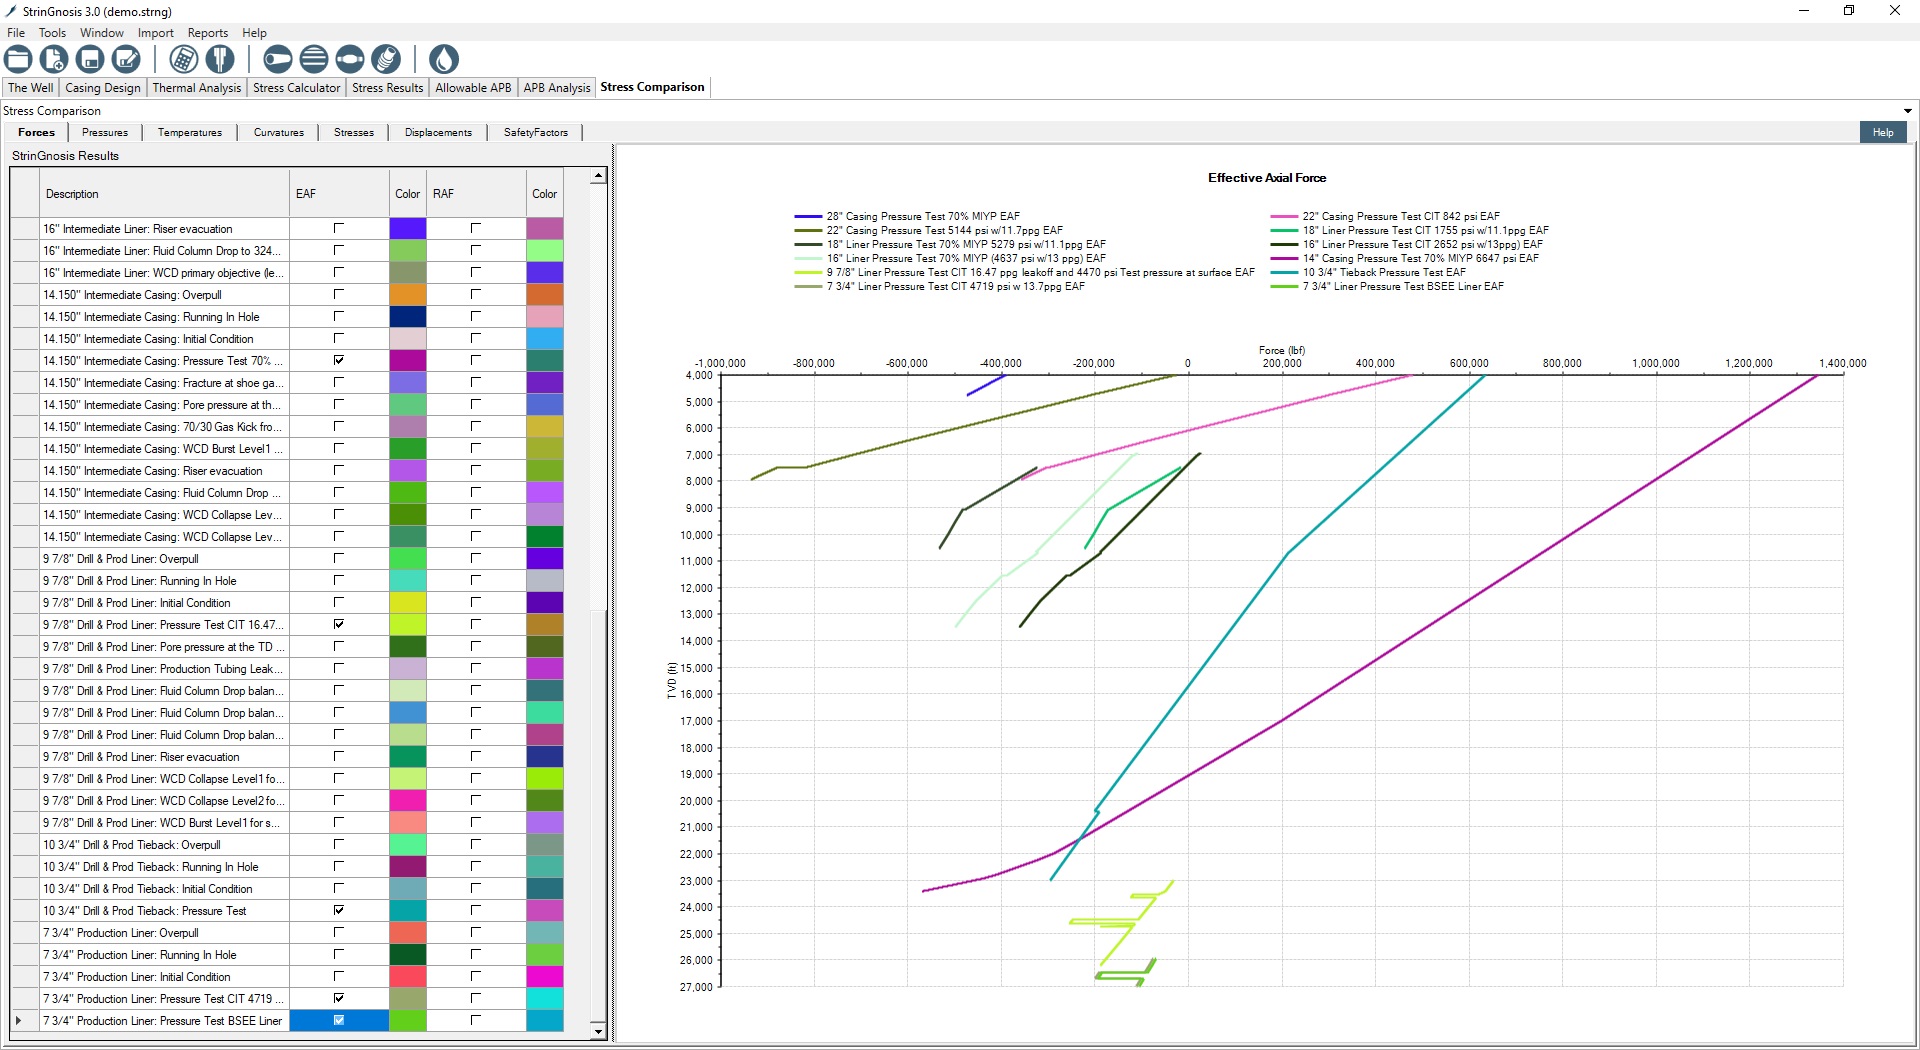 StrinGnosis 3.0 (demo.strng)
File Tools Window Import Reports Help
The Well Casing Design Thermal Analysis Stress Calculator Stress Results Allowable APB APB Analysis Stress Comparison
Stress Comparison
Forces Pressures Temperatures Curvatures Stresses Displacements SafetyFactors Help
StrinGnosis Results
Description EAF Color RAF Color
16" Intermediate Liner: Riser evacuation
16" Intermediate Liner: Fluid Column Drop to 324...
16" Intermediate Liner: WCD primary objective (le...
14.150" Intermediate Casing: Overpull
14.150" Intermediate Casing: Running In Hole
14.150" Intermediate Casing: Initial Condition
14.150" Intermediate Casing: Pressure Test 70% ...
14.150" Intermediate Casing: Fracture at shoe ga...
14.150" Intermediate Casing: Pore pressure at th...
14.150" Intermediate Casing: 70/30 Gas Kick fro...
14.150" Intermediate Casing: WCD Burst Level1 ...
14.150" Intermediate Casing: Riser evacuation
14.150" Intermediate Casing: Fluid Column Drop ...
14.150" Intermediate Casing: WCD Collapse Lev...
14.150" Intermediate Casing: WCD Collapse Lev...
9 7/8" Drill & Prod Liner: Overpull
9 7/8" Drill & Prod Liner: Running In Hole
9 7/8" Drill & Prod Liner: Initial Condition
9 7/8" Drill & Prod Liner: Pressure Test CIT 16.47...
9 7/8" Drill & Prod Liner: Pore pressure at the TD ...
9 7/8" Drill & Prod Liner: Production Tubing Leak...
9 7/8" Drill & Prod Liner: Fluid Column Drop balan...
9 7/8" Drill & Prod Liner: Fluid Column Drop balan...
9 7/8" Drill & Prod Liner: Fluid Column Drop balan...
9 7/8" Drill & Prod Liner: Riser evacuation
9 7/8" Drill & Prod Liner: WCD Collapse Level1 fo...
9 7/8" Drill & Prod Liner: WCD Collapse Level2 fo...
9 7/8" Drill & Prod Liner: WCD Burst Level1 for s...
10 3/4" Drill & Prod Tieback: Overpull
10 3/4" Drill & Prod Tieback: Running In Hole
10 3/4" Drill & Prod Tieback: Initial Condition
10 3/4" Drill & Prod Tieback: Pressure Test
7 3/4" Production Liner: Overpull
7 3/4" Production Liner: Running In Hole
7 3/4" Production Liner: Initial Condition
7 3/4" Production Liner: Pressure Test CIT 4719 ...
7 3/4" Production Liner: Pressure Test BSEE Liner
Effective Axial Force
28" Casing Pressure Test 70% MIYP EAF
22" Casing Pressure Test CIT 842 psi EAF
22" Casing Pressure Test 5144 psi w/11.7ppg EAF
18" Liner Pressure Test CIT 1755 psi w/11.1ppg EAF
18" Liner Pressure Test 70% MIYP 5279 psi w/11.1ppg EAF
16" Liner Pressure Test CIT 2652 w/13ppg) EAF
16" Liner Pressure Test 70% MIYP (4637 psi w/13 ppg) EAF
14" Casing Pressure Test 70% MIYP 6647 psi EAF
9 7/8" Liner Pressure Test CIT 16.47 ppg leakoff and 4470 psi Test pressure at surface EAF
10 3/4" Tieback Pressure Test EAF
7 3/4" Liner Pressure Test CIT 4719 psi w 13.7ppg EAF
7 3/4" Liner Pressure Test BSEE Liner EAF
Force (lbf)
-1,000,000 -800,000 -600,000 -400,000 -200,000 0 200,000 400,000 600,000 800,000 1,000,000 1,200,000 1,400,000
TVD (ft)
4,000
5,000
6,000
7,000
8,000
9,000
10,000
11,000
12,000
13,000
14,000
15,000
16,000
17,000
18,000
19,000
20,000
21,000
22,000
23,000
24,000
25,000
26,000
27,000